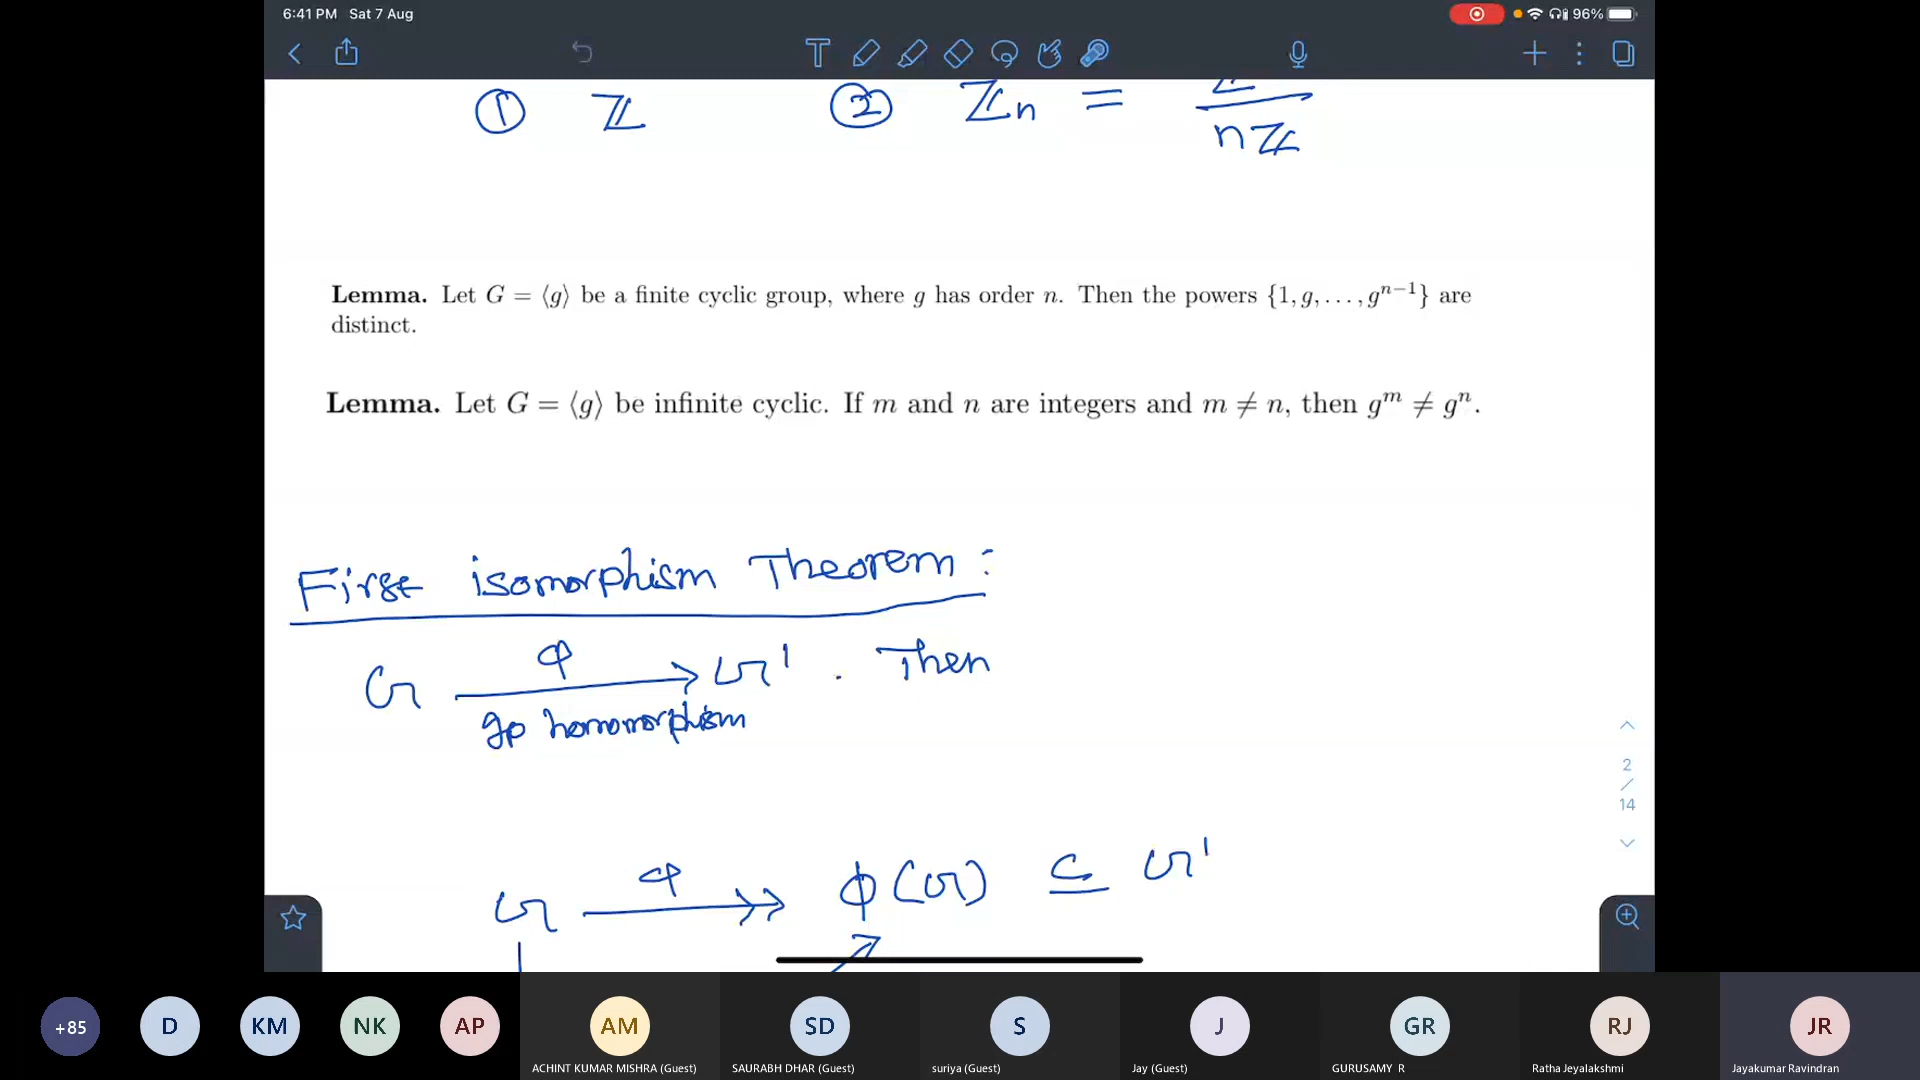 6:41 PM Sat 7 Aug
96%
① ℤ ② ℤn = ℤ/nℤ
Lemma. Let G = ⟨g⟩ be a finite cyclic group, where g has order n. Then the powers {1, g, . . . , gⁿ⁻¹} are
distinct.
Lemma. Let G = ⟨g⟩ be infinite cyclic. If m and n are integers and m ≠ n, then gᵐ ≠ gⁿ.
First isomorphism Theorem :
φ
G → G' . Then
gp homomorphism
2
/
14
φ
G ↠ φ(G) ⊆ G'
+85
D
KM
NK
AP
AM
SD
S
J
GR
RJ
JR
ACHINT KUMAR MISHRA (Guest)
SAURABH DHAR (Guest)
suriya (Guest)
Jay (Guest)
GURUSAMY R
Ratha Jeyalakshmi
Jayakumar Ravindran